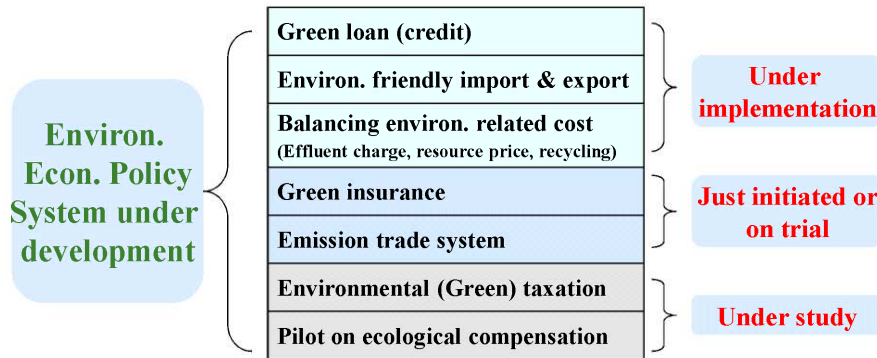 Environ.
Econ. Policy
System under
development
Green loan (credit)
Environ. friendly import & export
Balancing environ. related cost
(Effluent charge, resource price, recycling)
Green insurance
Emission trade system
Environmental (Green) taxation
Pilot on ecological compensation
Under
implementation
Just initiated or
on trial
Under study